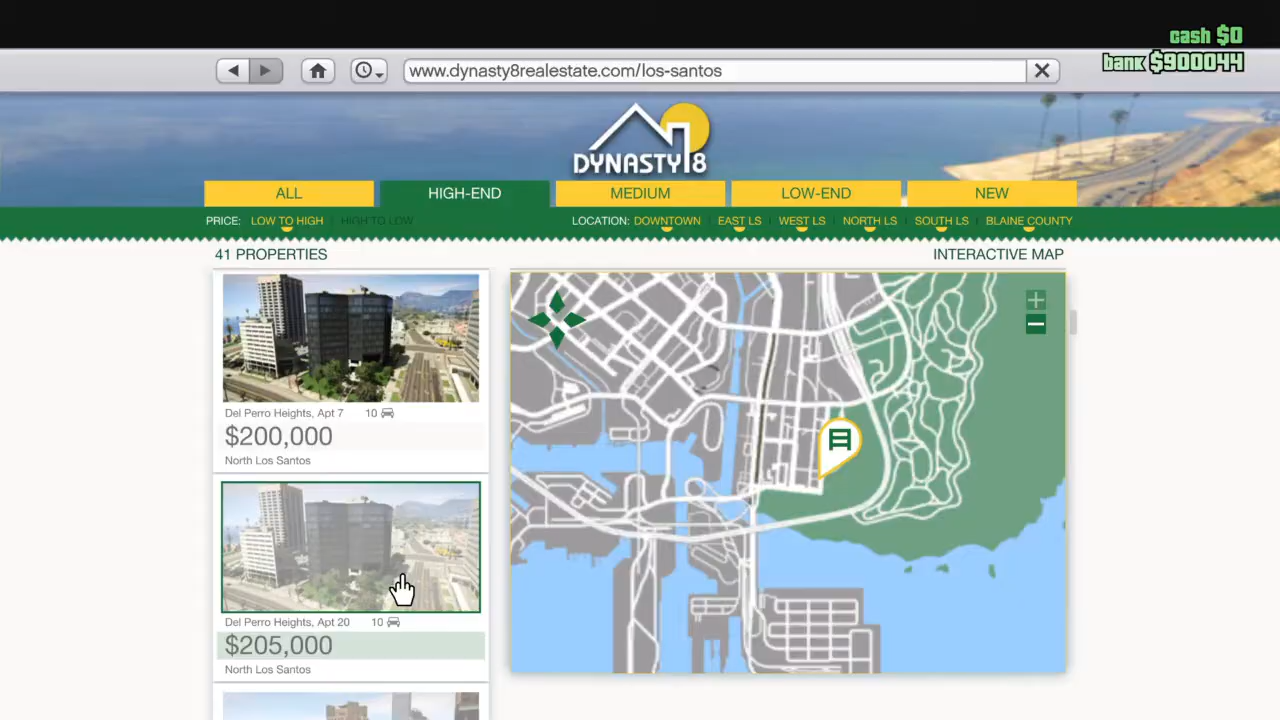 cash $0
bank $900044
www.dynasty8realestate.com/los-santos
DYNASTY 8
ALL
HIGH-END
MEDIUM
LOW-END
NEW
PRICE: LOW TO HIGH HIGH TO LOW
LOCATION: DOWNTOWN EAST LS WEST LS NORTH LS SOUTH LS BLAINE COUNTY
41 PROPERTIES
INTERACTIVE MAP
Del Perro Heights, Apt 7 10
$200,000
North Los Santos
Del Perro Heights, Apt 20 10
$205,000
North Los Santos